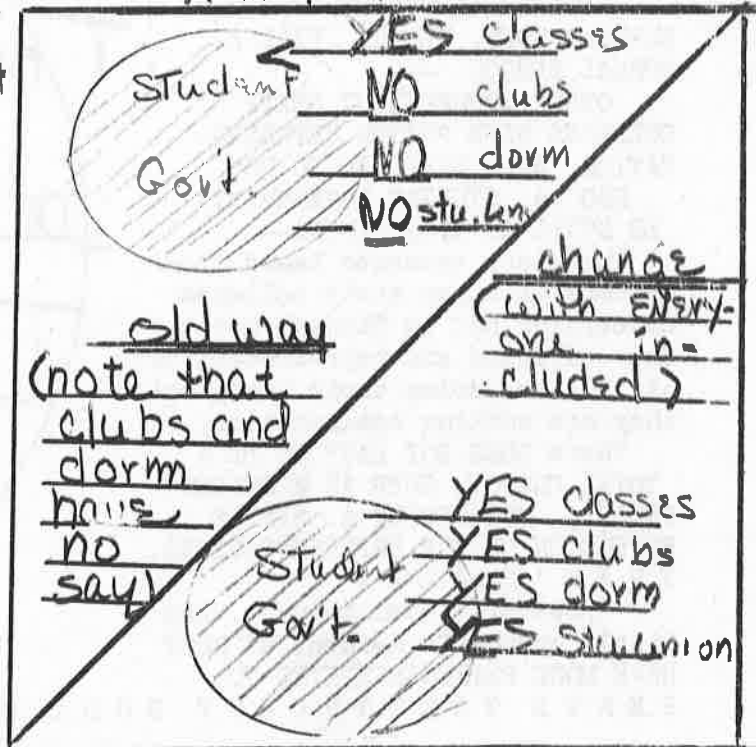 YES classes
Student NO clubs
Gov't NO dorm
NO stu.
old way
(note that
clubs and
dorm
have
no
say)
change
(with every-
one in-
cluded)
YES classes
Student YES clubs
Gov't. YES dorm
YES Stu.union